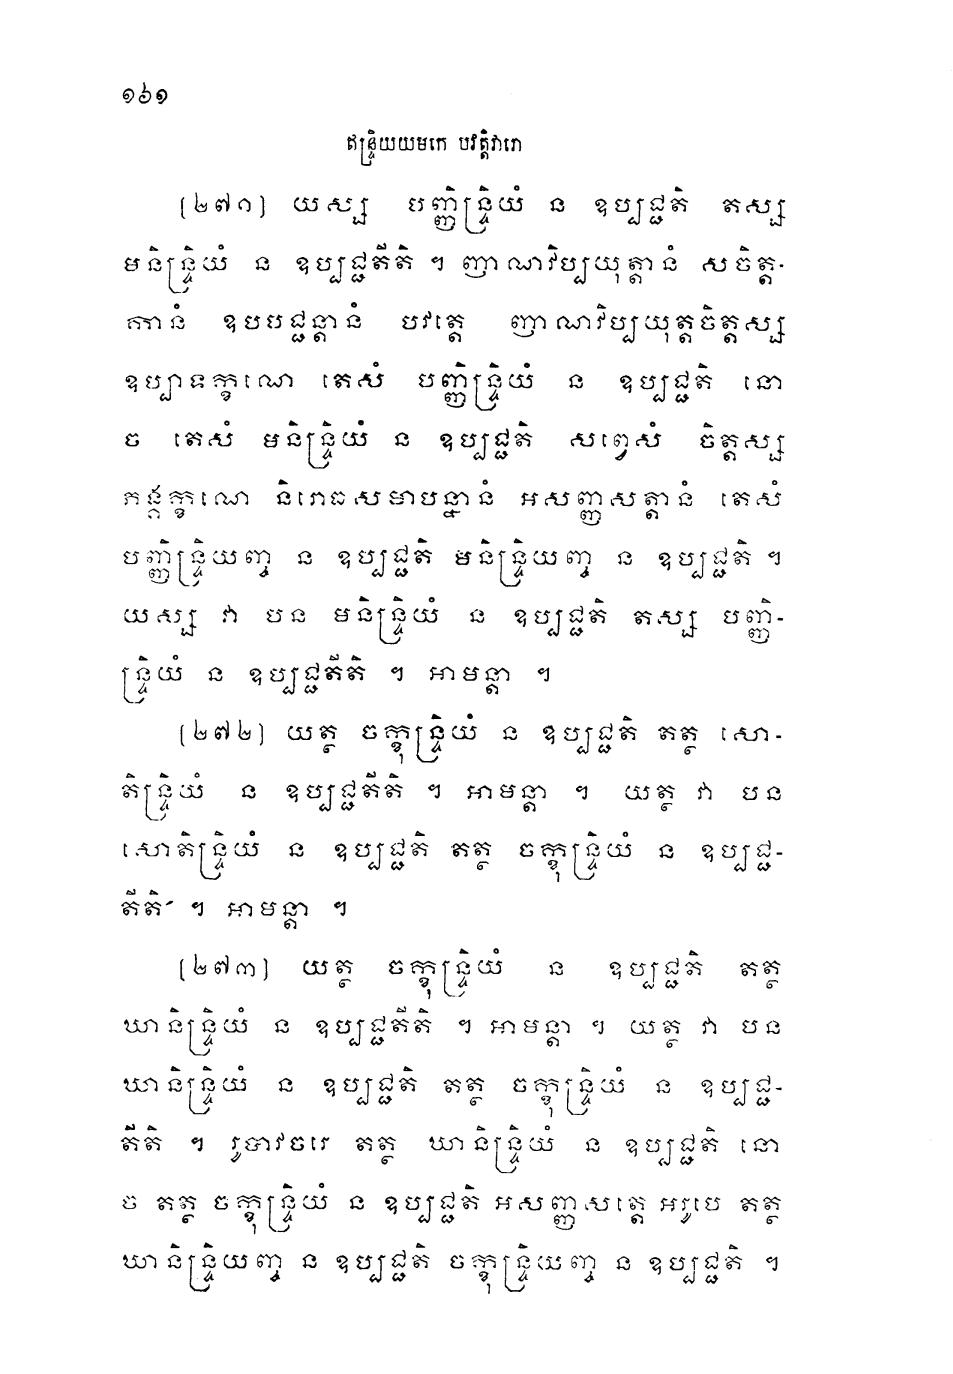 ១៦១
ឥន្ទ្រិយយមកេ បវត្តិវារោ
[២៧១] យស្ស បញ្ញិន្ទ្រិយំ ន ឧប្បជ្ជតិ តស្ស
មនិន្ទ្រិយំ ន ឧប្បជ្ជតីតិ ។ ញាណវិប្បយុត្តានំ សចិត្ត-
កានំ ឧបបជ្ជន្តានំ បវត្តេ ញាណវិប្បយុត្តចិត្តស្ស
ឧប្បាទក្ខណេ តេសំ បញ្ញិន្ទ្រិយំ ន ឧប្បជ្ជតិ នោ
ច តេសំ មនិន្ទ្រិយំ ន ឧប្បជ្ជតិ សព្វេសំ ចិត្តស្ស
ភង្គក្ខណេ និរោធសមាបន្នានំ អសញ្ញសត្តានំ តេសំ
បញ្ញិន្ទ្រិយញ្ច ន ឧប្បជ្ជតិ មនិន្ទ្រិយញ្ច ន ឧប្បជ្ជតិ ។
យស្ស វា បន មនិន្ទ្រិយំ ន ឧប្បជ្ជតិ តស្ស បញ្ញិ-
ន្ទ្រិយំ ន ឧប្បជ្ជតីតិ ។ អាមន្តា ។
[២៧២] យត្ថ ចក្ខុន្ទ្រិយំ ន ឧប្បជ្ជតិ តត្ថ សោ-
តិន្ទ្រិយំ ន ឧប្បជ្ជតីតិ ។ អាមន្តា ។ យត្ថ វា បន
សោតិន្ទ្រិយំ ន ឧប្បជ្ជតិ តត្ថ ចក្ខុន្ទ្រិយំ ន ឧប្បជ្ជ-
តីតិ ។ អាមន្តា ។
[២៧៣] យត្ថ ចក្ខុន្ទ្រិយំ ន ឧប្បជ្ជតិ តត្ថ
ឃានិន្ទ្រិយំ ន ឧប្បជ្ជតីតិ ។ អាមន្តា ។ យត្ថ វា បន
ឃានិន្ទ្រិយំ ន ឧប្បជ្ជតិ តត្ថ ចក្ខុន្ទ្រិយំ ន ឧប្បជ្ជ-
តីតិ ។ រូបាវចរេ តត្ថ ឃានិន្ទ្រិយំ ន ឧប្បជ្ជតិ នោ
ច តត្ថ ចក្ខុន្ទ្រិយំ ន ឧប្បជ្ជតិ អសញ្ញសត្តេ អរូបេ តត្ថ
ឃានិន្ទ្រិយញ្ច ន ឧប្បជ្ជតិ ចក្ខុន្ទ្រិយញ្ច ន ឧប្បជ្ជតិ ។